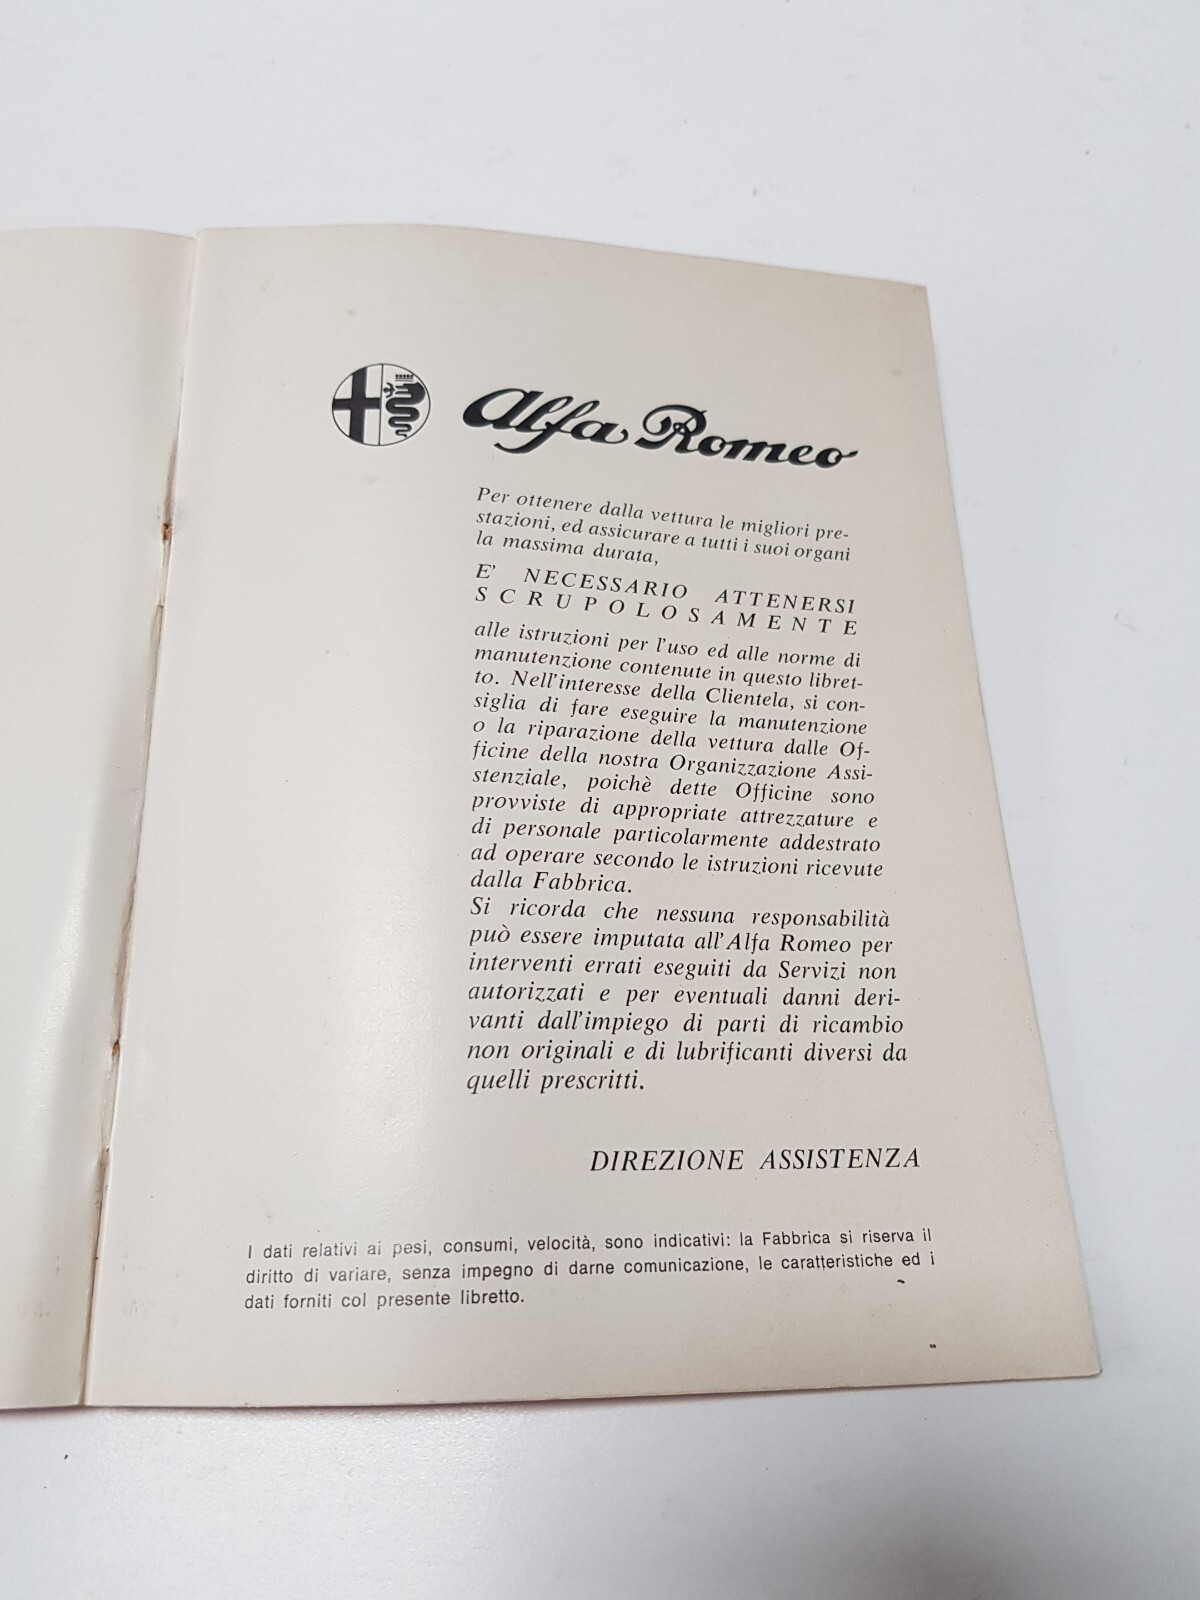 Alfa Romeo
Per ottenere dalla vettura le migliori pre-
stazioni, ed assicurare a tutti i suoi organi
la massima durata,
E' NECESSARIO ATTENERSI
SCRUPOLOSAMENTE
alle istruzioni per l'uso ed alle norme di
manutenzione contenute in questo libret-
to. Nell'interesse della Clientela, si con-
siglia di fare eseguire la manutenzione
o la riparazione della vettura dalle Of-
ficine della nostra Organizzazione Assi-
stenziale, poichè dette Officine sono
provviste di appropriate attrezzature e
di personale particolarmente addestrato
ad operare secondo le istruzioni ricevute
dalla Fabbrica.
Si ricorda che nessuna responsabilità
può essere imputata all'Alfa Romeo per
interventi errati eseguiti da Servizi non
autorizzati e per eventuali danni deri-
vanti dall'impiego di parti di ricambio
non originali e di lubrificanti diversi da
quelli prescritti.
DIREZIONE ASSISTENZA
I dati relativi ai pesi, consumi, velocità, sono indicativi: la Fabbrica si riserva il
diritto di variare, senza impegno di darne comunicazione, le caratteristiche ed i
dati forniti col presente libretto.